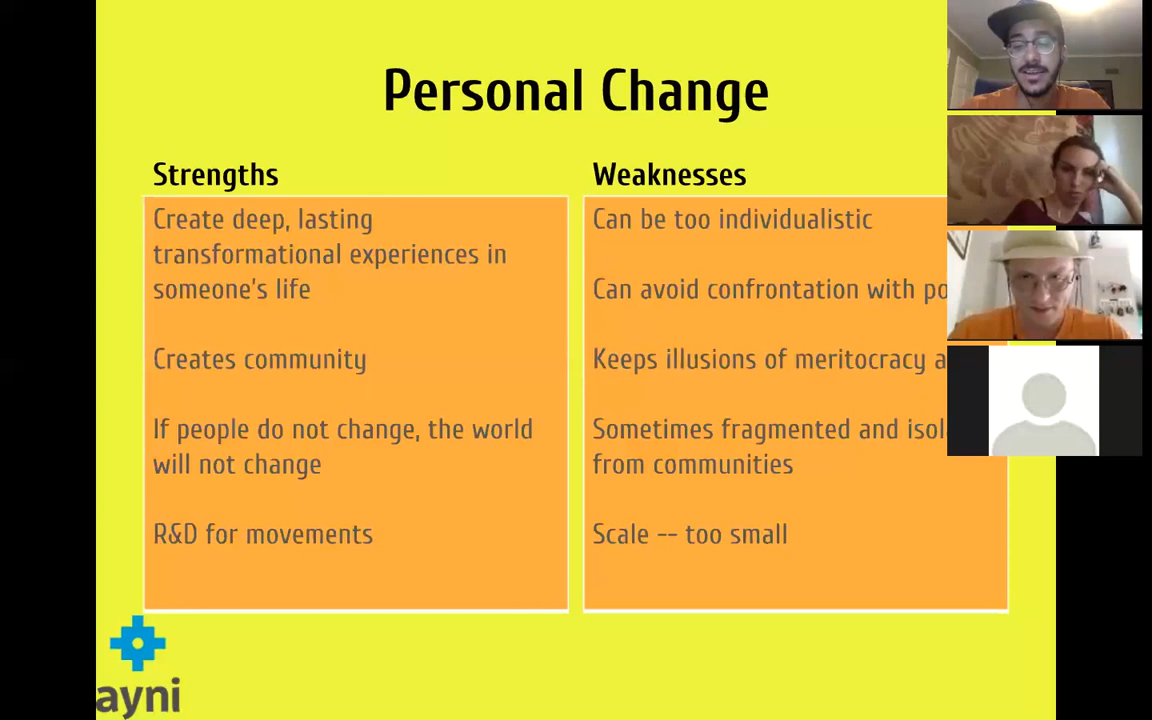 Personal Change
Strengths
Create deep, lasting
transformational experiences in
someone's life
Creates community
If people do not change, the world
will not change
R&D for movements
Weaknesses
Can be too individualistic
Can avoid confrontation with
Keeps illusions of meritocracy
Sometimes fragmented and
from communities
Scale -- too small
ayni